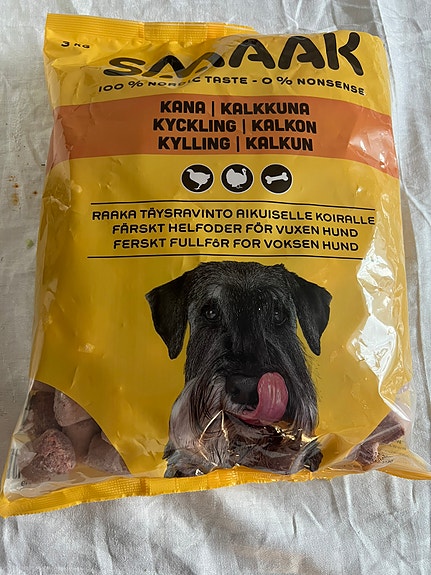 3 KG
SMAAAK
100 % NORDIC TASTE - 0 % NONSENSE
KANA | KALKKUNA
KYCKLING | KALKON
KYLLING | KALKUN
RAAKA TÄYSRAVINTO AIKUISELLE KOIRALLE
FÄRSKT HELFODER FÖR VUXEN HUND
FERSKT FULLFÔR FOR VOKSEN HUND